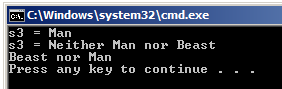 C:\Windows\system32\cmd.exe
s3 = Man
s3 = Neither Man nor Beast
Beast nor Man
Press any key to continue . . .